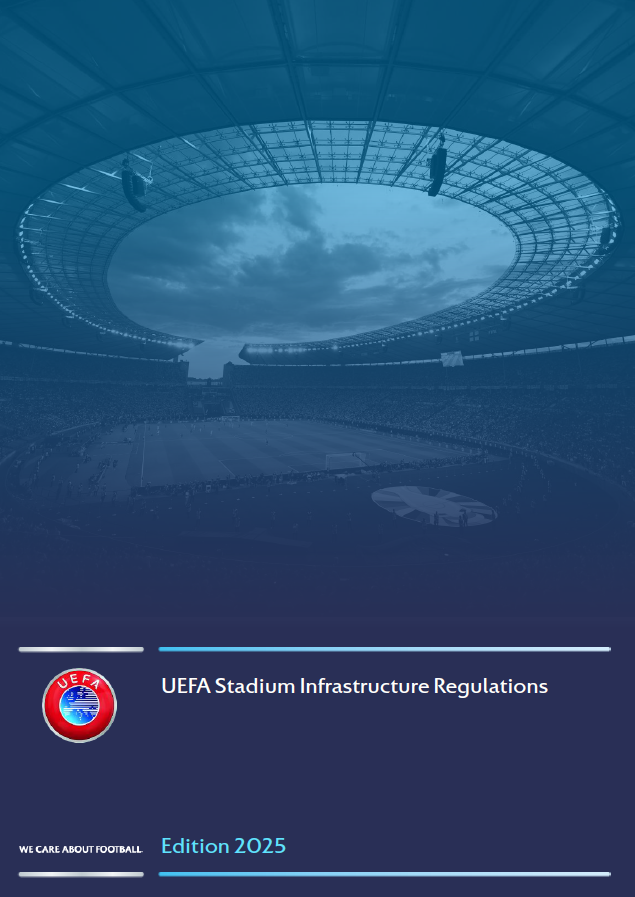 UEFA
UEFA Stadium Infrastructure Regulations
WE CARE ABOUT FOOTBALL
Edition 2025